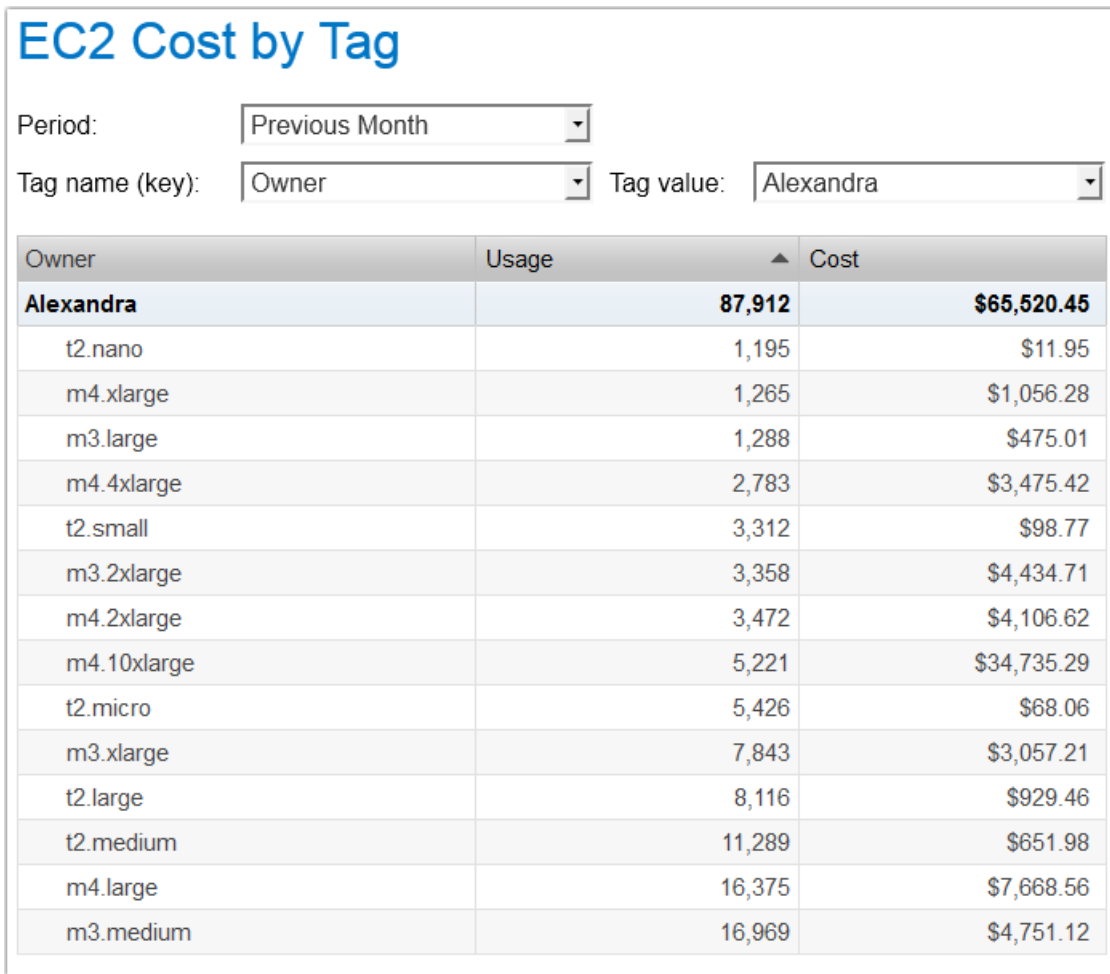 EC2 Cost by Tag
Period: Previous Month
Tag name (key): Owner Tag value: Alexandra
Owner Usage Cost
Alexandra 87,912 $65,520.45
t2.nano 1,195 $11.95
m4.xlarge 1,265 $1,056.28
m3.large 1,288 $475.01
m4.4xlarge 2,783 $3,475.42
t2.small 3,312 $98.77
m3.2xlarge 3,358 $4,434.71
m4.2xlarge 3,472 $4,106.62
m4.10xlarge 5,221 $34,735.29
t2.micro 5,426 $68.06
m3.xlarge 7,843 $3,057.21
t2.large 8,116 $929.46
t2.medium 11,289 $651.98
m4.large 16,375 $7,668.56
m3.medium 16,969 $4,751.12